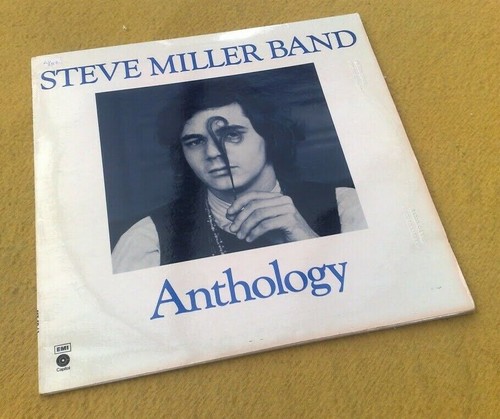 STEVE MILLER BAND
Anthology
EMI
Capitol